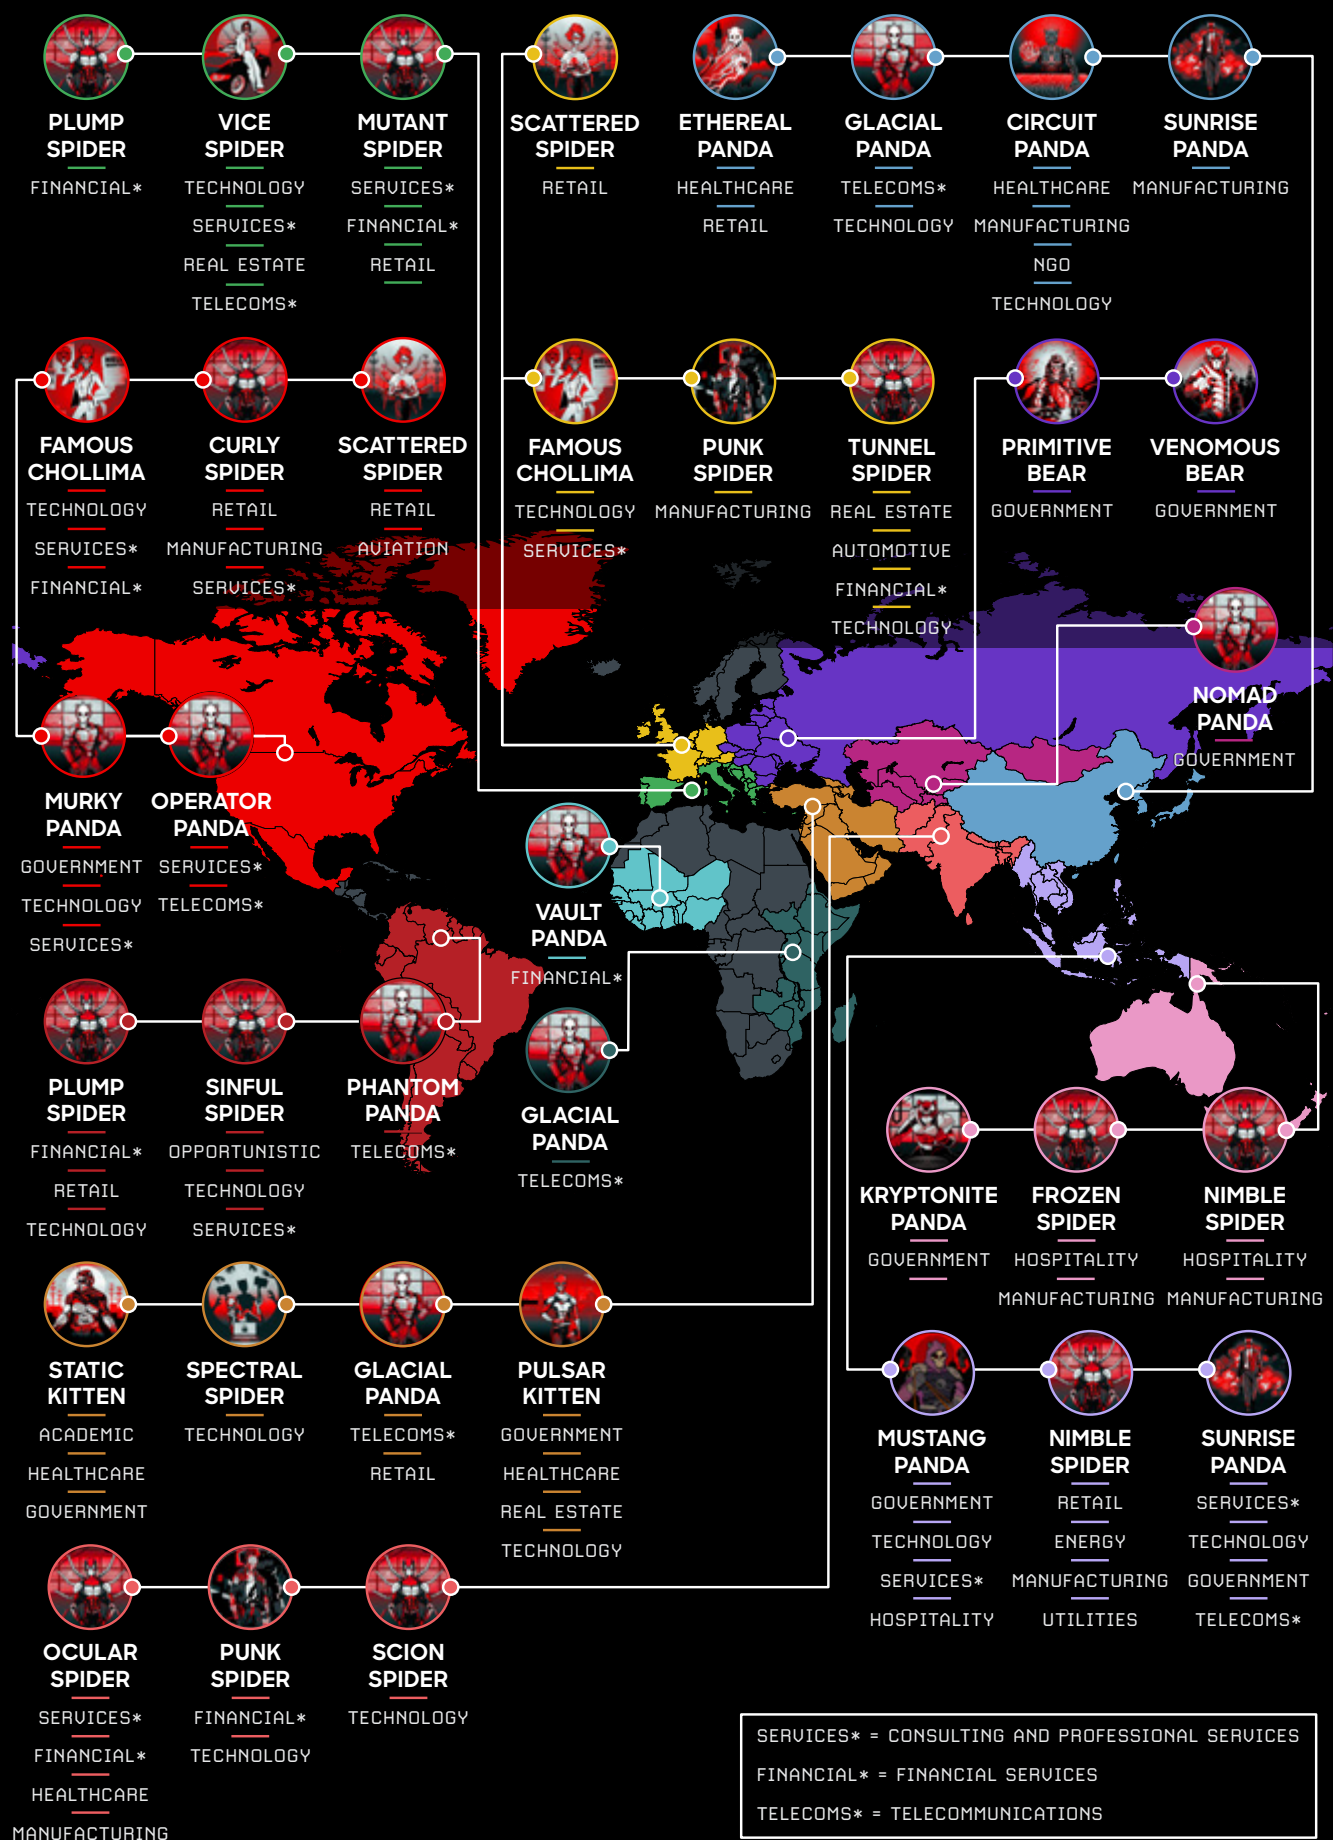 PLUMP
SPIDER
FINANCIAL*
VICE
SPIDER
TECHNOLOGY
SERVICES*
REAL ESTATE
TELECOMS*
MUTANT
SPIDER
SERVICES*
FINANCIAL*
RETAIL
SCATTERED
SPIDER
RETAIL
ETHEREAL
PANDA
HEALTHCARE
RETAIL
GLACIAL
PANDA
TELECOMS*
TECHNOLOGY
CIRCUIT
PANDA
HEALTHCARE
MANUFACTURING
NGO
TECHNOLOGY
SUNRISE
PANDA
MANUFACTURING
FAMOUS
CHOLLIMA
TECHNOLOGY
SERVICES*
FINANCIAL*
CURLY
SPIDER
RETAIL
MANUFACTURING
SERVICES*
SCATTERED
SPIDER
RETAIL
AVIATION
FAMOUS
CHOLLIMA
TECHNOLOGY
SERVICES*
PUNK
SPIDER
MANUFACTURING
TUNNEL
SPIDER
REAL ESTATE
AUTOMOTIVE
FINANCIAL*
TECHNOLOGY
PRIMITIVE
BEAR
GOVERNMENT
VENOMOUS
BEAR
GOVERNMENT
NOMAD
PANDA
GOVERNMENT
MURKY
PANDA
GOVERNMENT
TECHNOLOGY
SERVICES*
OPERATOR
PANDA
SERVICES*
TELECOMS*
VAULT
PANDA
FINANCIAL*
PLUMP
SPIDER
FINANCIAL*
RETAIL
TECHNOLOGY
SINFUL
SPIDER
OPPORTUNISTIC
TECHNOLOGY
SERVICES*
PHANTOM
PANDA
TELECOMS*
GLACIAL
PANDA
TELECOMS*
KRYPTONITE
PANDA
GOVERNMENT
FROZEN
SPIDER
HOSPITALITY
MANUFACTURING
NIMBLE
SPIDER
HOSPITALITY
MANUFACTURING
STATIC
KITTEN
ACADEMIC
HEALTHCARE
GOVERNMENT
SPECTRAL
SPIDER
TECHNOLOGY
GLACIAL
PANDA
TELECOMS*
RETAIL
PULSAR
KITTEN
GOVERNMENT
HEALTHCARE
REAL ESTATE
TECHNOLOGY
MUSTANG
PANDA
GOVERNMENT
TECHNOLOGY
SERVICES*
HOSPITALITY
NIMBLE
SPIDER
RETAIL
ENERGY
MANUFACTURING
UTILITIES
SUNRISE
PANDA
SERVICES*
TECHNOLOGY
GOVERNMENT
TELECOMS*
OCULAR
SPIDER
SERVICES*
FINANCIAL*
HEALTHCARE
MANUFACTURING
PUNK
SPIDER
FINANCIAL*
TECHNOLOGY
SCION
SPIDER
TECHNOLOGY
SERVICES* = CONSULTING AND PROFESSIONAL SERVICES
FINANCIAL* = FINANCIAL SERVICES
TELECOMS* = TELECOMMUNICATIONS